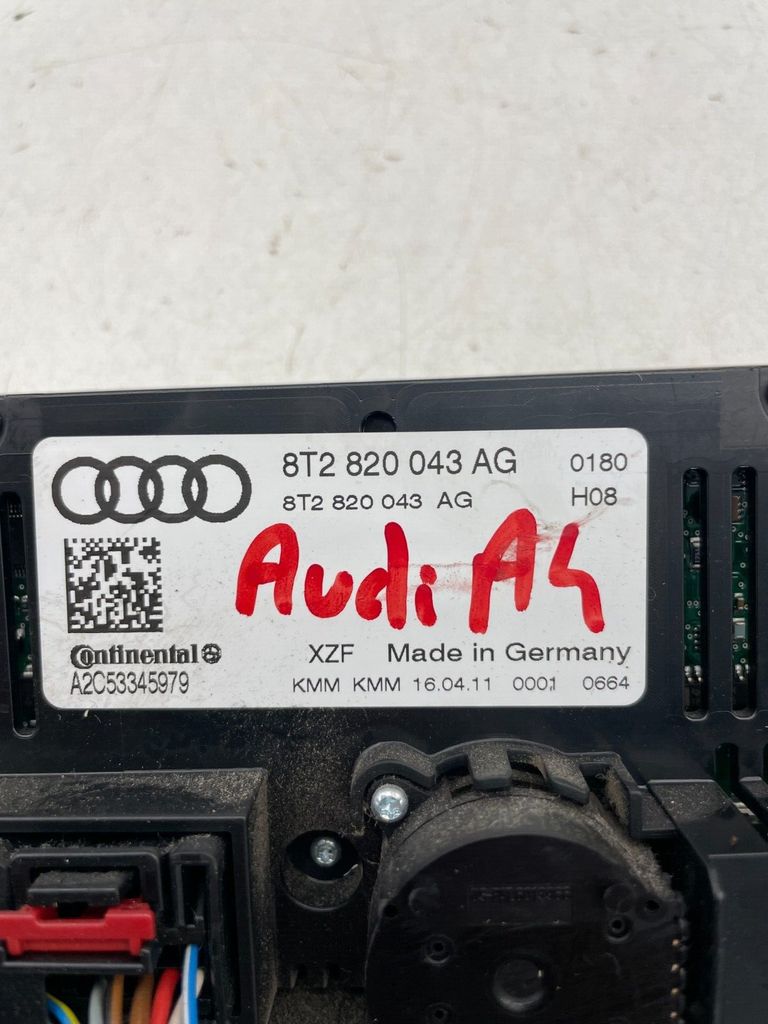 8T2 820 043 AG 0180
8T2 820 043 AG H08
Audi A4
Continental XZF Made in Germany
A2C53345979 KMM KMM 16.04.11 0001 0664